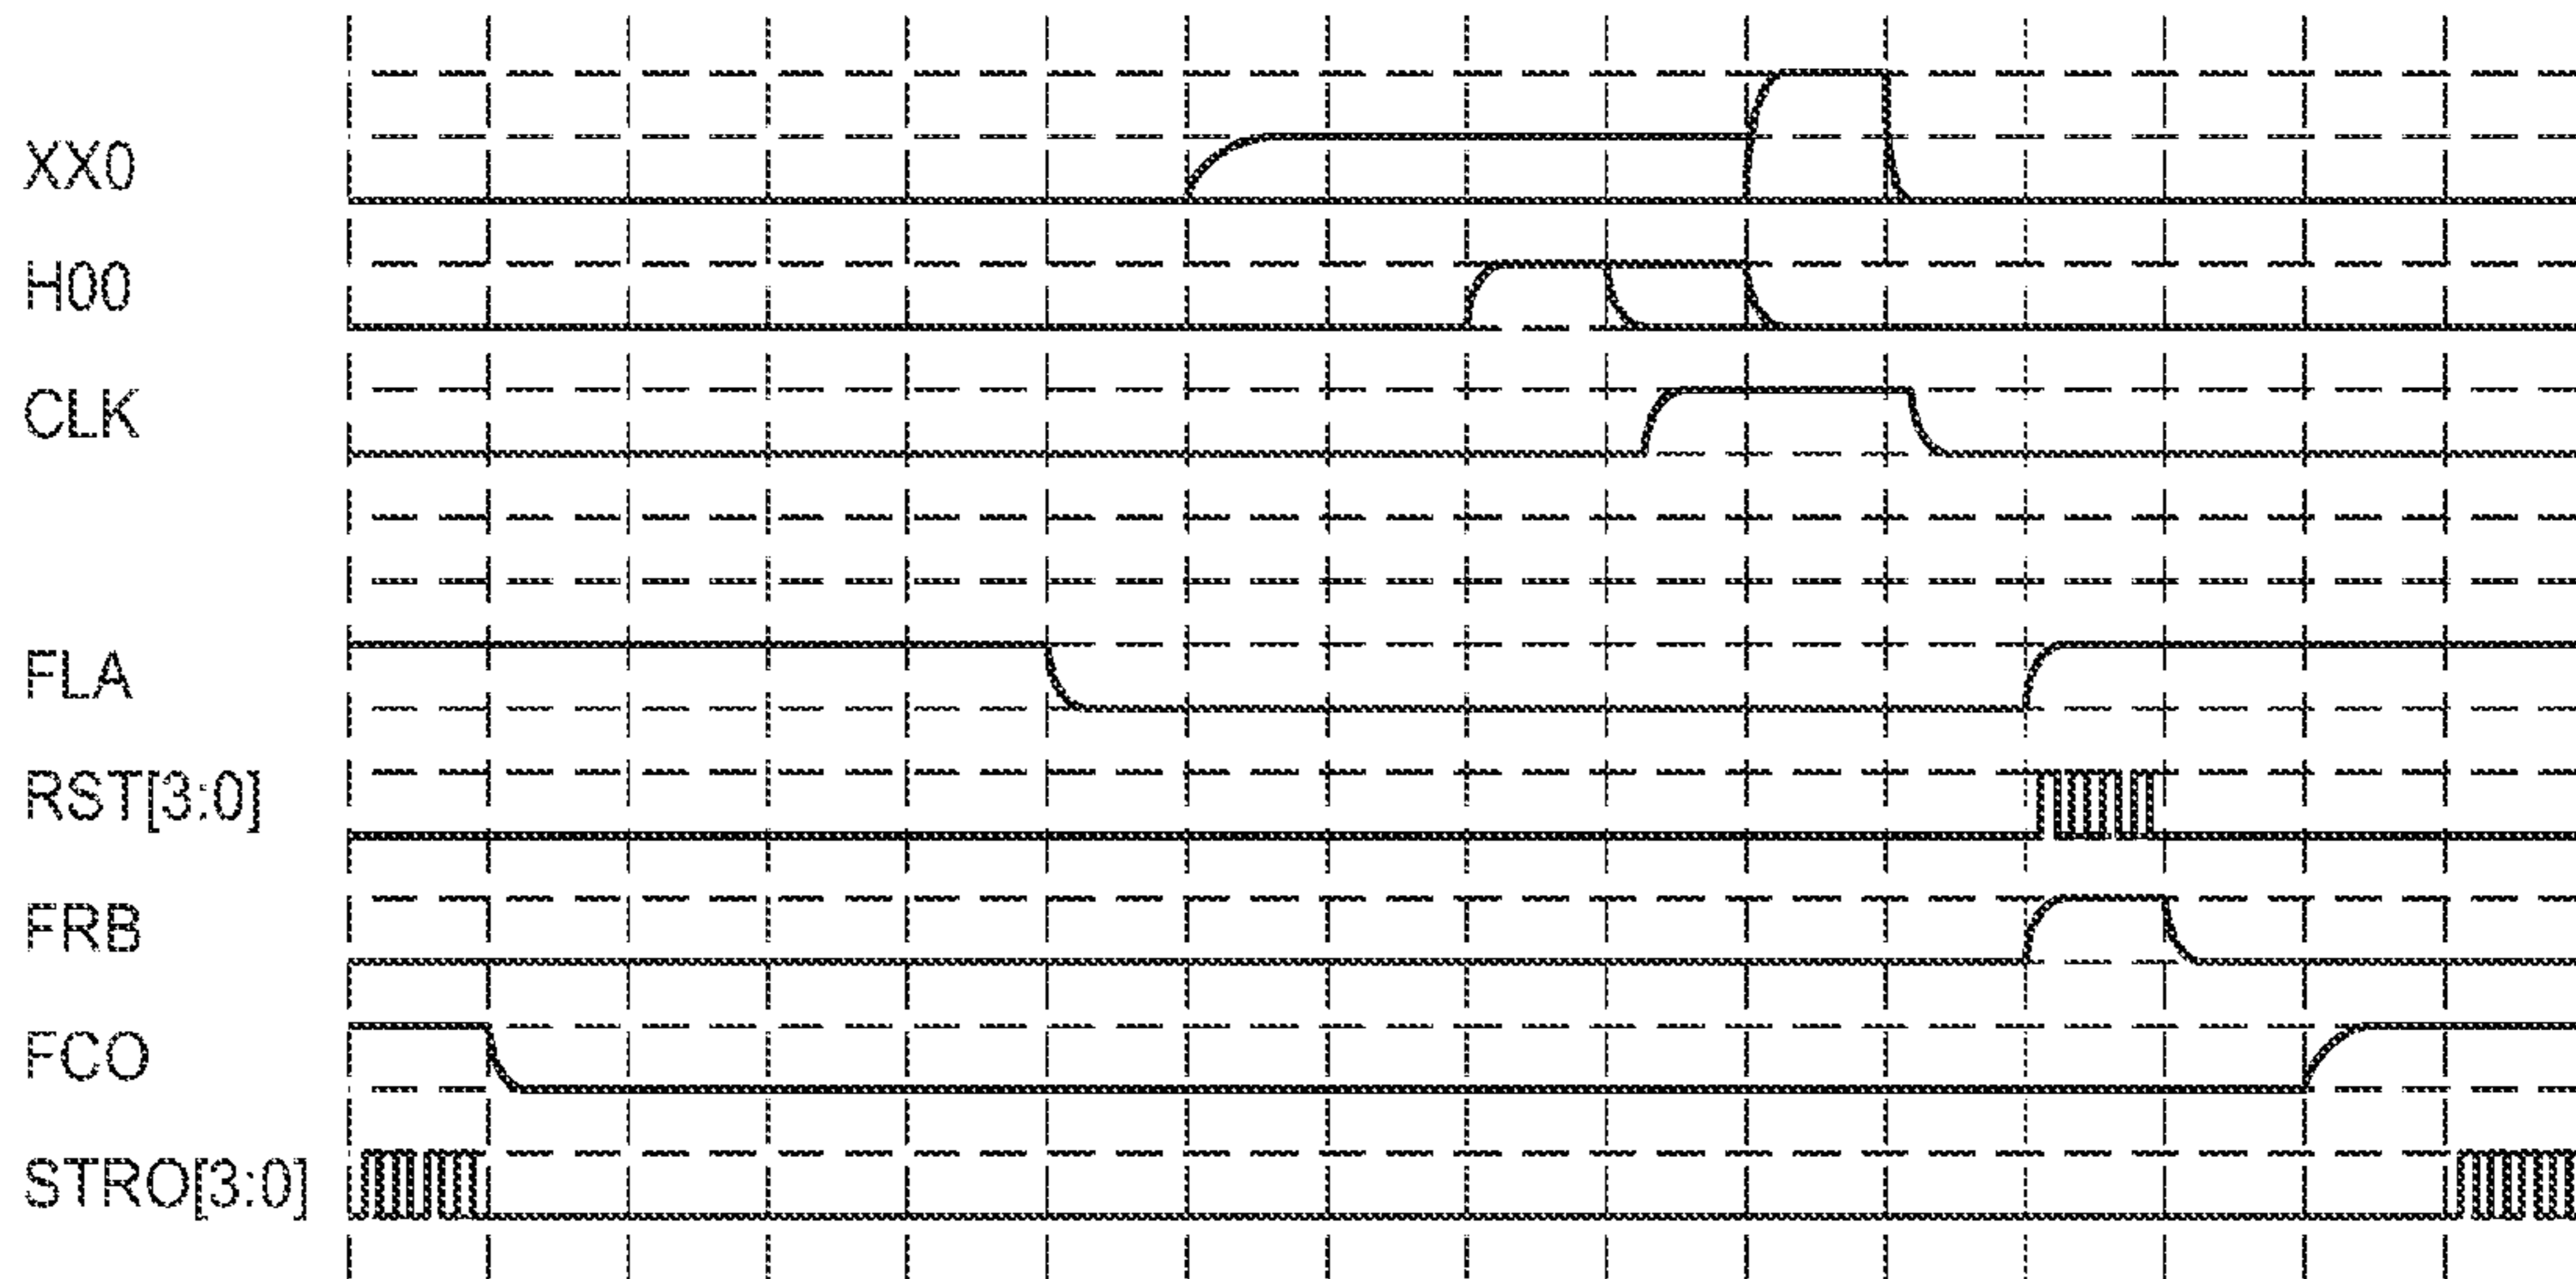 XX0
H00
CLK
FLA
RST[3:0]
FRB
FCO
STRO[3:0]